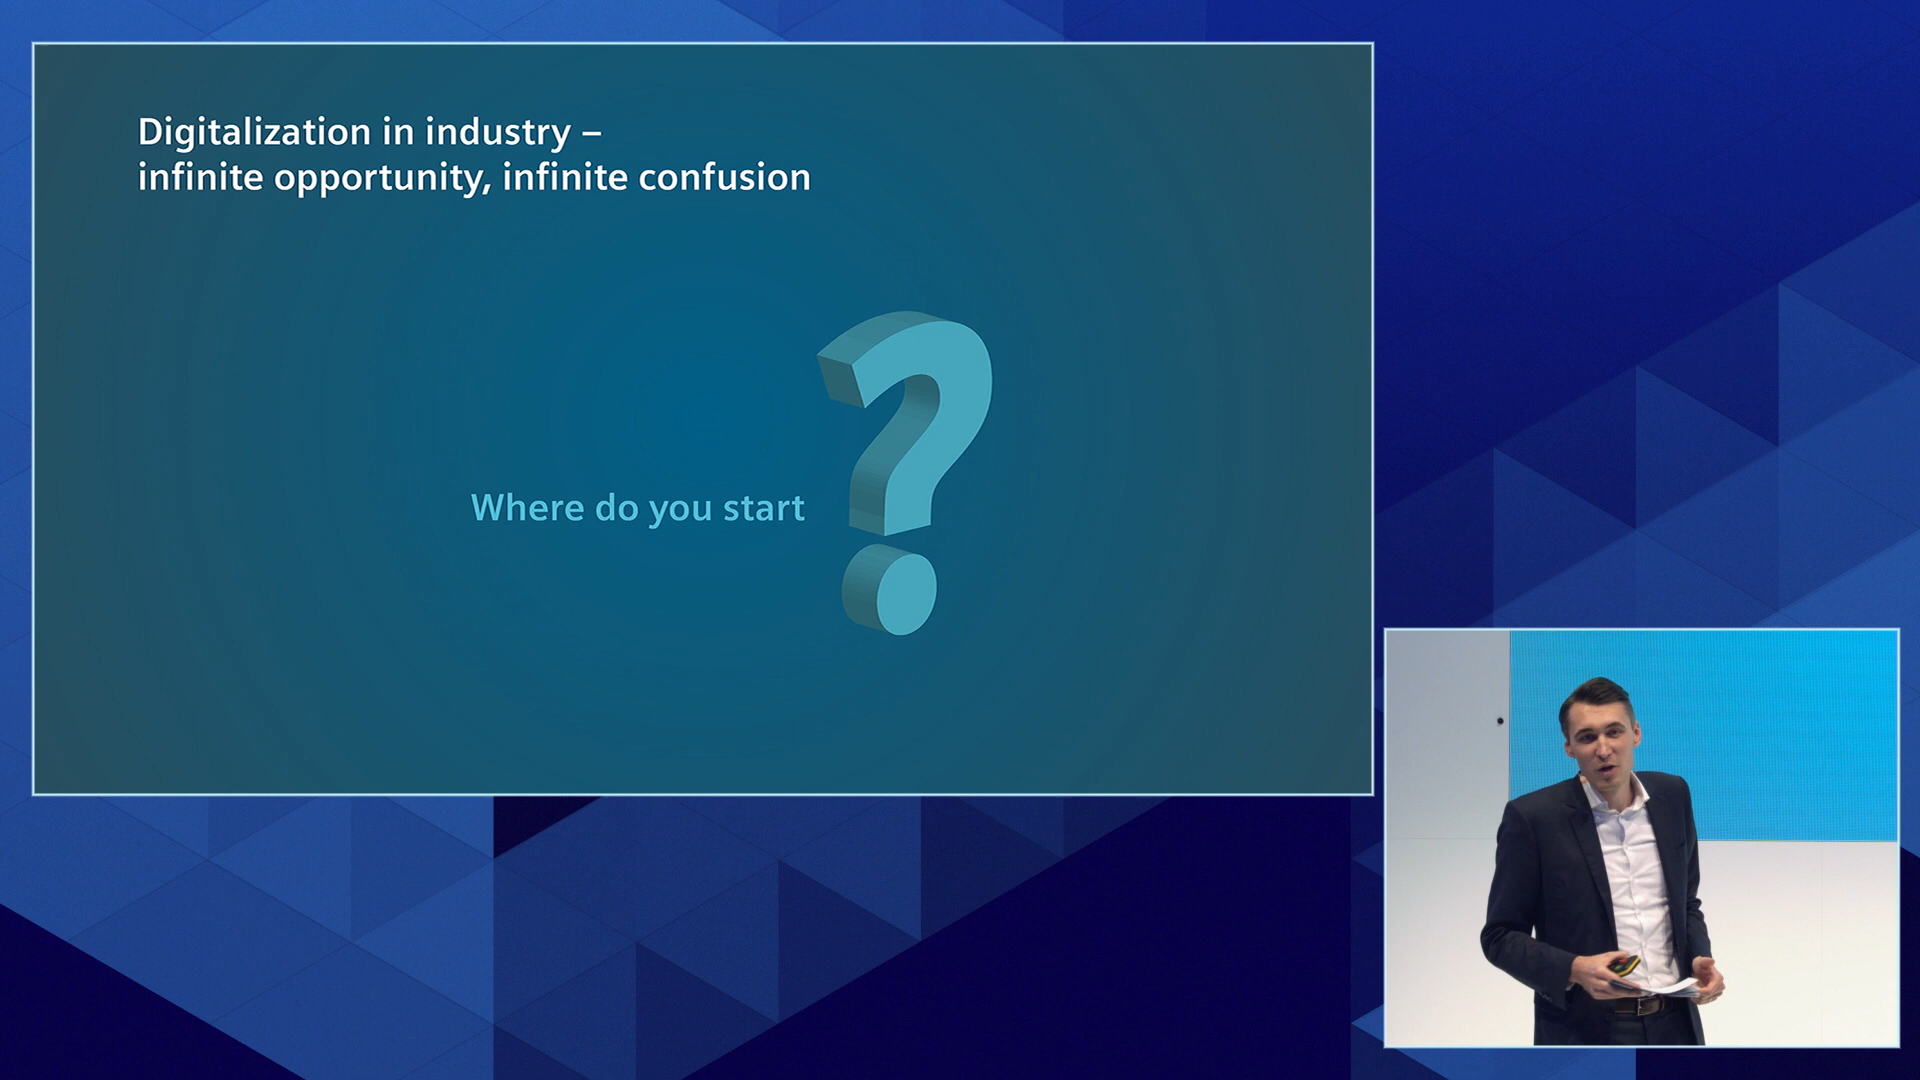 Digitalization in industry –
infinite opportunity, infinite confusion
Where do you start ?